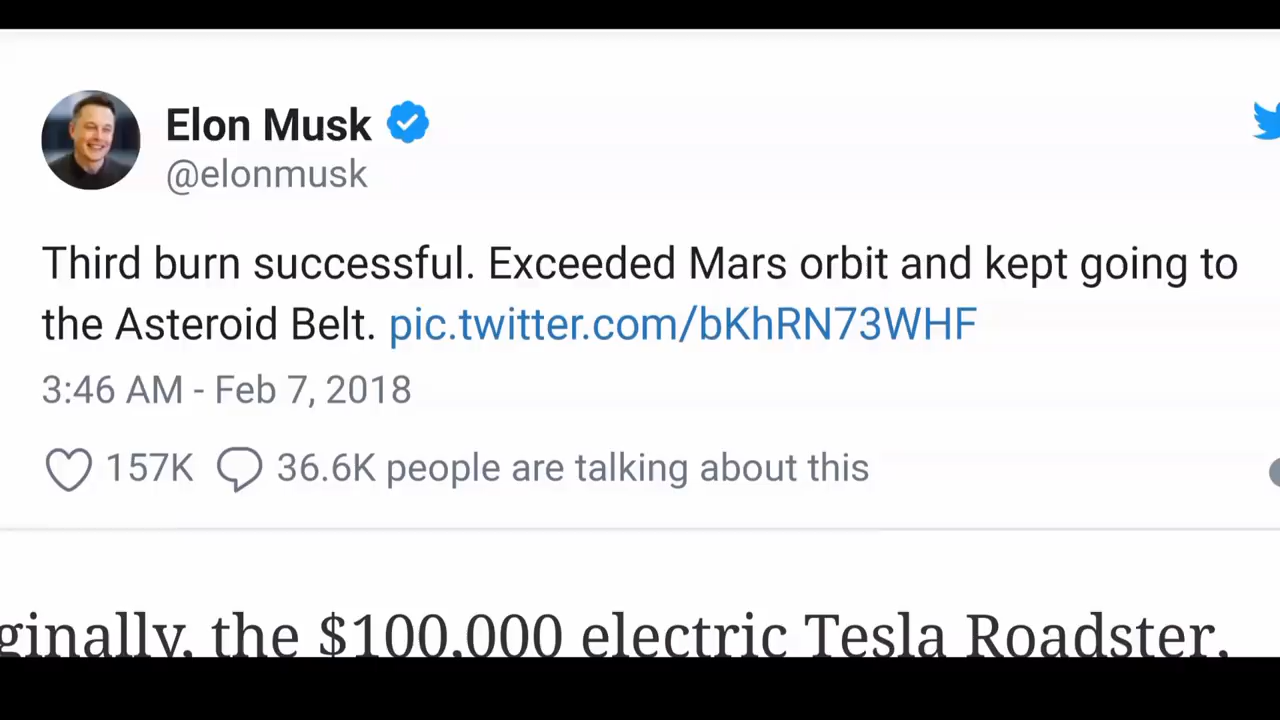 Elon Musk
@elonmusk
Third burn successful. Exceeded Mars orbit and kept going to
the Asteroid Belt. pic.twitter.com/bKhRN73WHF
3:46 AM - Feb 7, 2018
157K 36.6K people are talking about this
ginally, the $100,000 electric Tesla Roadster,